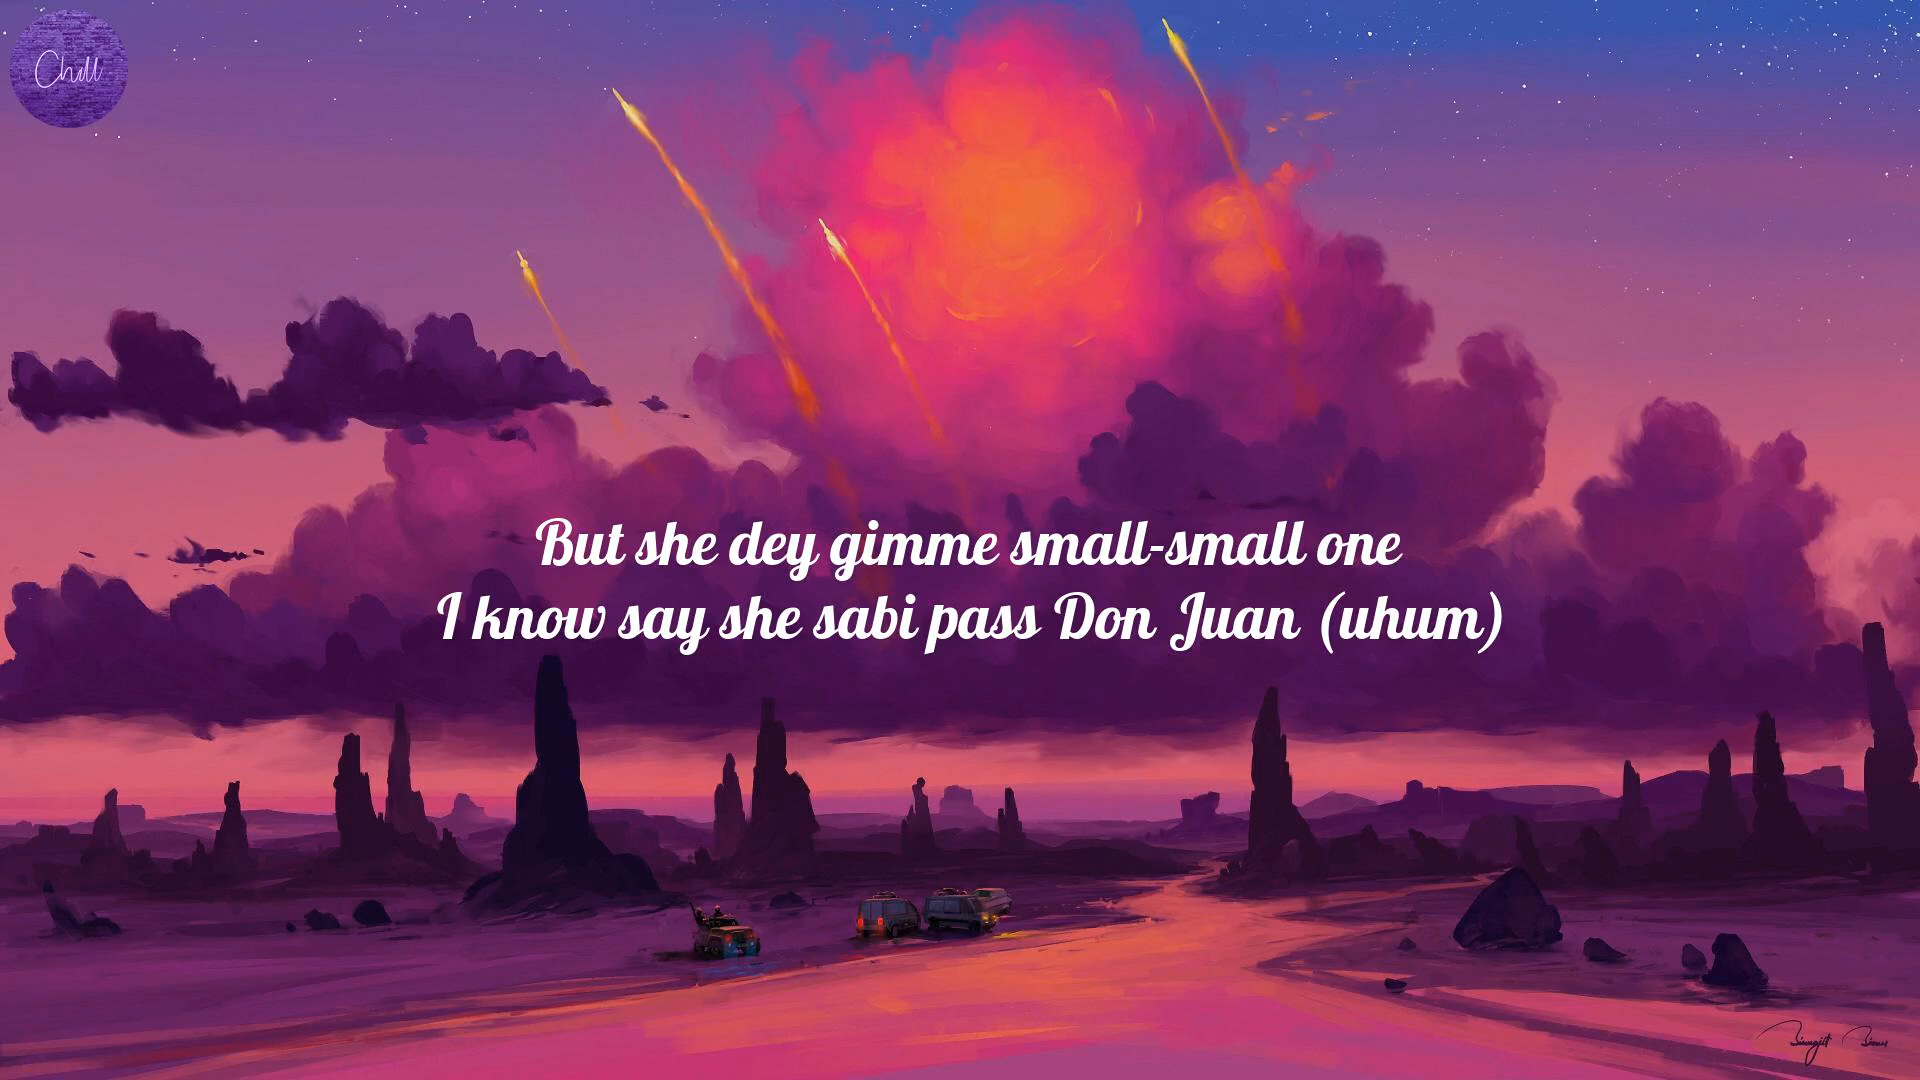 Chill
But she dey gimme small-small one
I know say she sabi pass Don Juan (uhum)